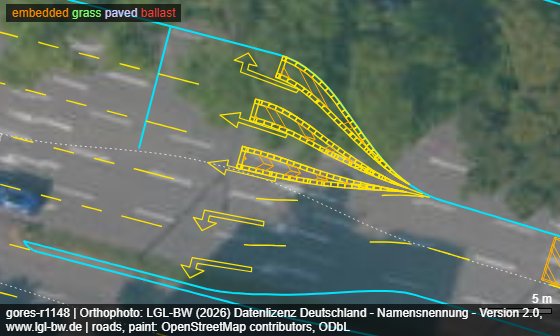 embedded grass paved ballast
5 m
gores-r1148 | Orthophoto: LGL-BW (2026) Datenlizenz Deutschland - Namensnennung - Version 2.0,
www.lgl-bw.de | roads, paint: OpenStreetMap contributors, ODbL